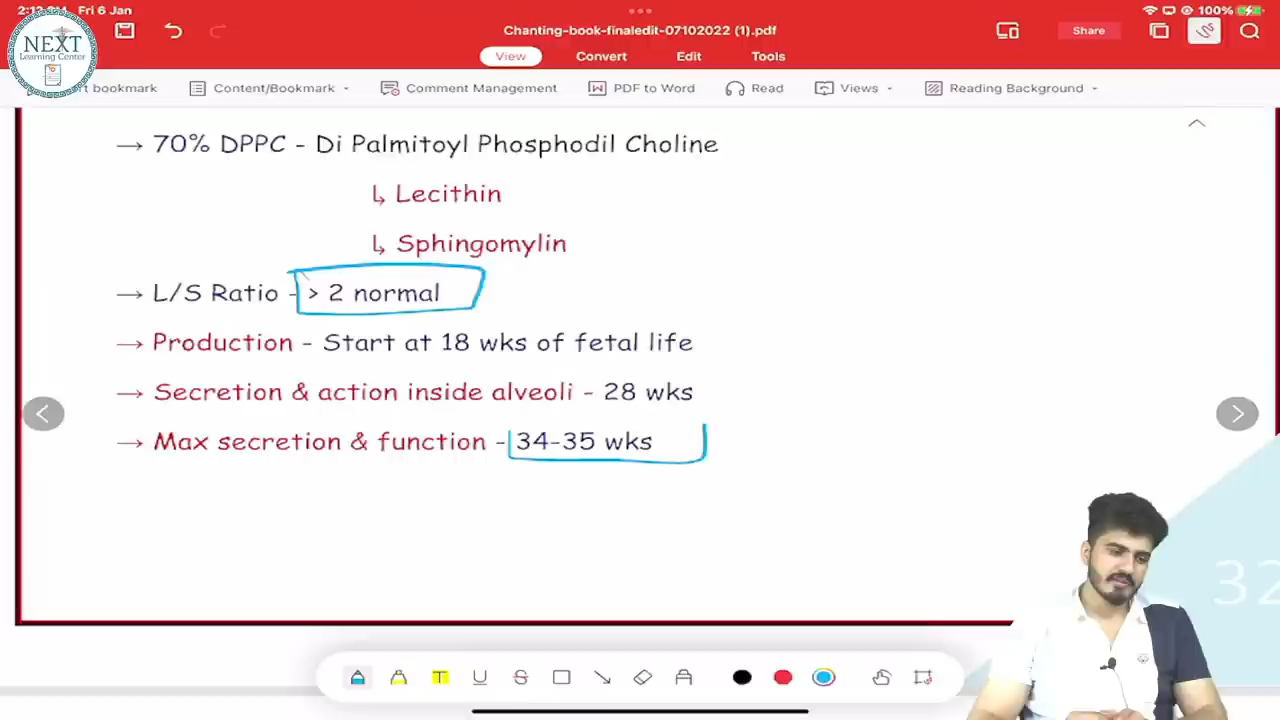 2:12 PM Fri 6 Jan
100%
NEXT
Learning Center
Chanting-book-finaledit-07102022 (1).pdf
Share
View
Convert
Edit
Tools
bookmark
Content/Bookmark
Comment Management
PDF to Word
Read
Views
Reading Background
→ 70% DPPC - Di Palmitoyl Phosphodil Choline
↳ Lecithin
↳ Sphingomylin
→ L/S Ratio - > 2 normal
→ Production - Start at 18 wks of fetal life
→ Secretion & action inside alveoli - 28 wks
→ Max secretion & function - 34-35 wks
32
T
U
S